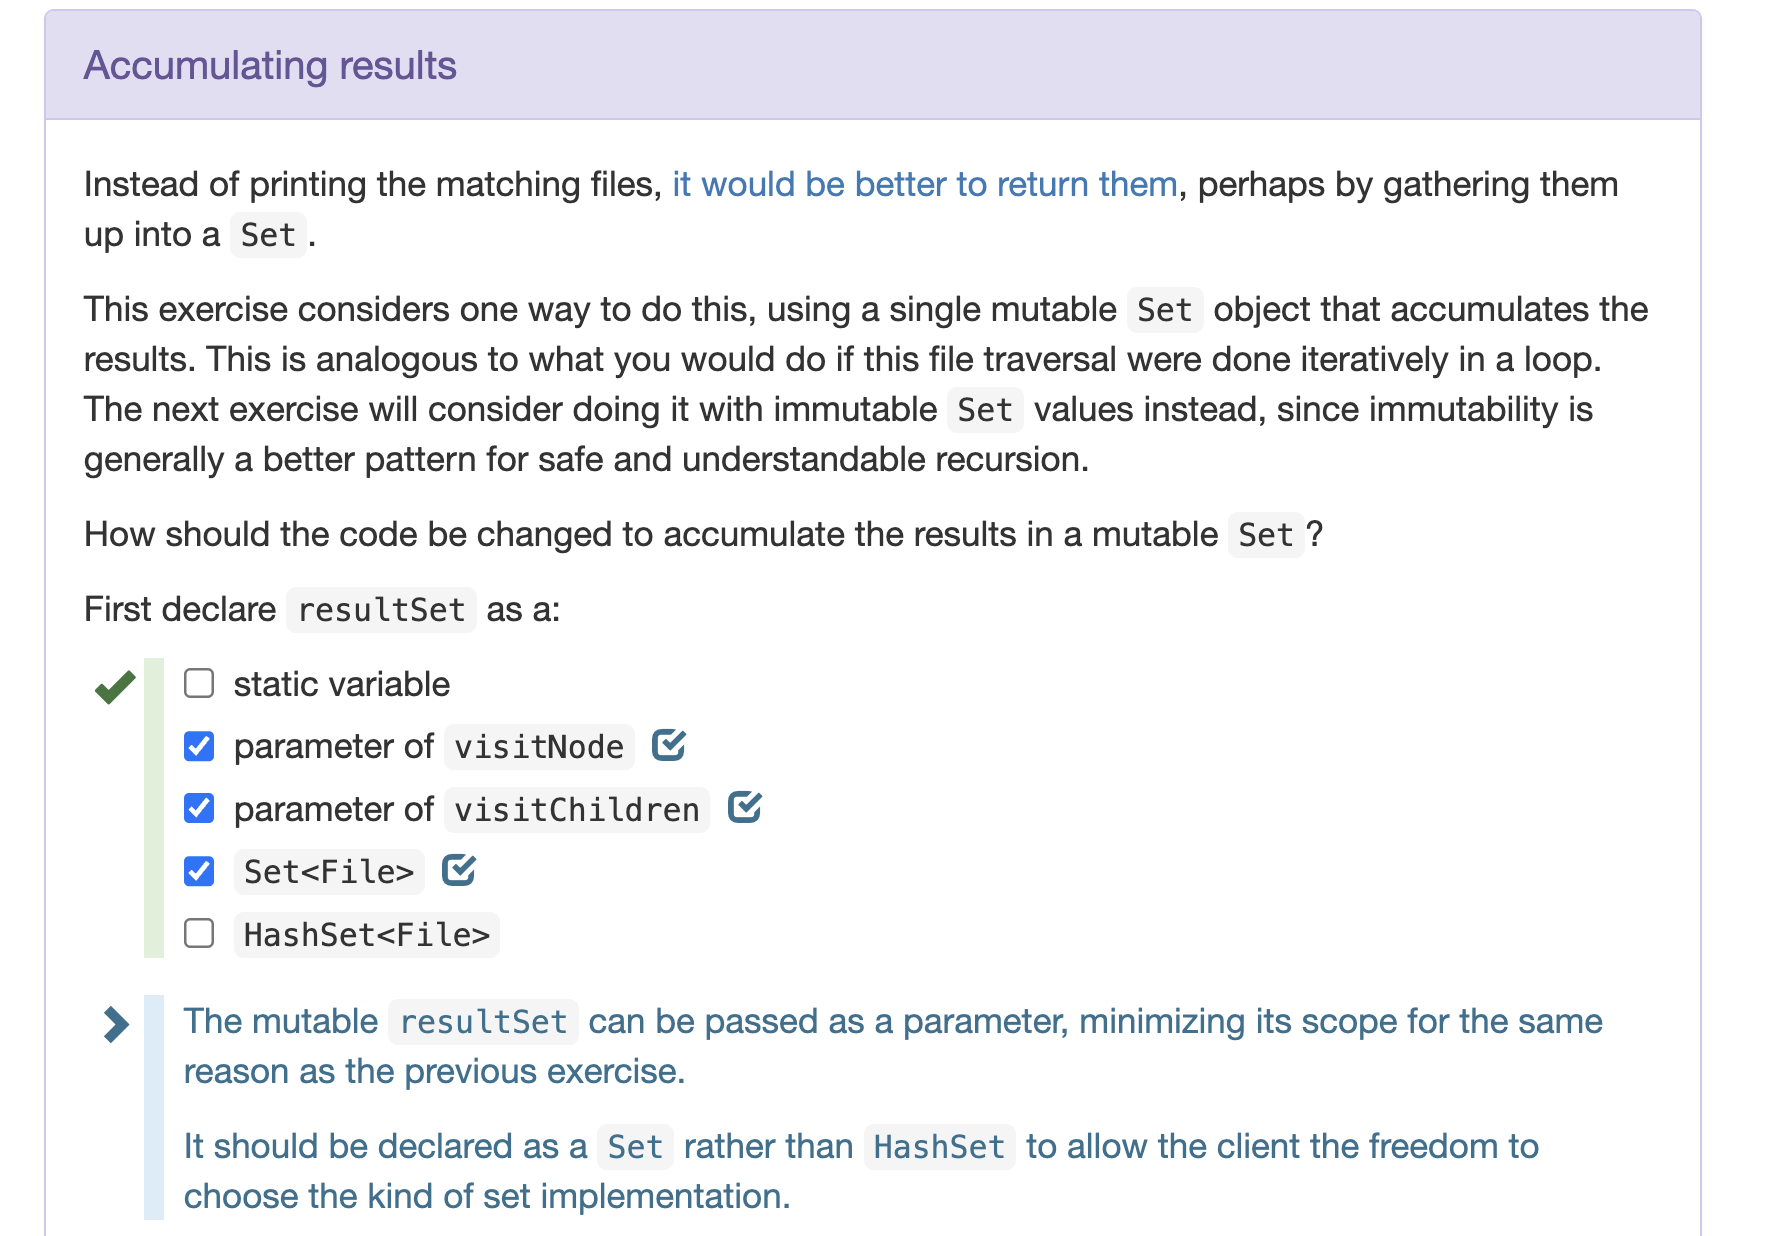 Accumulating results
Instead of printing the matching files, it would be better to return them, perhaps by gathering them
up into a Set.
This exercise considers one way to do this, using a single mutable Set object that accumulates the
results. This is analogous to what you would do if this file traversal were done iteratively in a loop.
The next exercise will consider doing it with immutable Set values instead, since immutability is
generally a better pattern for safe and understandable recursion.
How should the code be changed to accumulate the results in a mutable Set?
First declare resultSet as a:
static variable
parameter of visitNode
parameter of visitChildren
Set<File>
HashSet<File>
The mutable resultSet can be passed as a parameter, minimizing its scope for the same
reason as the previous exercise.
It should be declared as a Set rather than HashSet to allow the client the freedom to
choose the kind of set implementation.